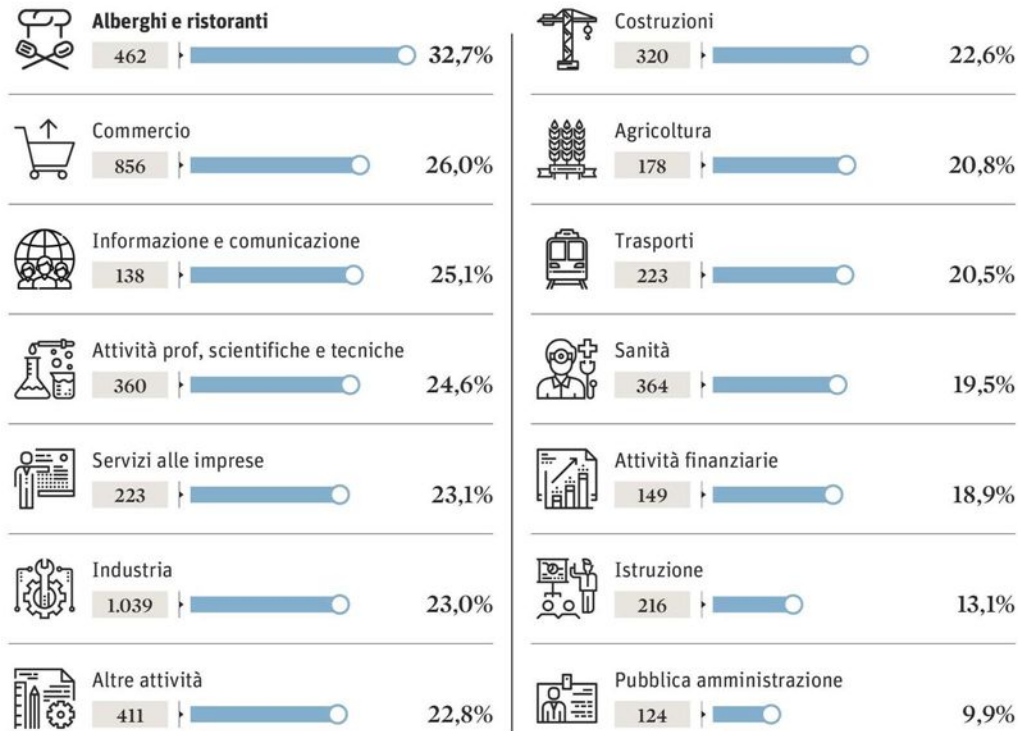 Alberghi e ristoranti
462 32,7%
Commercio
856 26,0%
Informazione e comunicazione
138 25,1%
Attività prof, scientifiche e tecniche
360 24,6%
Servizi alle imprese
223 23,1%
Industria
1.039 23,0%
Altre attività
411 22,8%
Costruzioni
320 22,6%
Agricoltura
178 20,8%
Trasporti
223 20,5%
Sanità
364 19,5%
Attività finanziarie
149 18,9%
Istruzione
216 13,1%
Pubblica amministrazione
124 9,9%